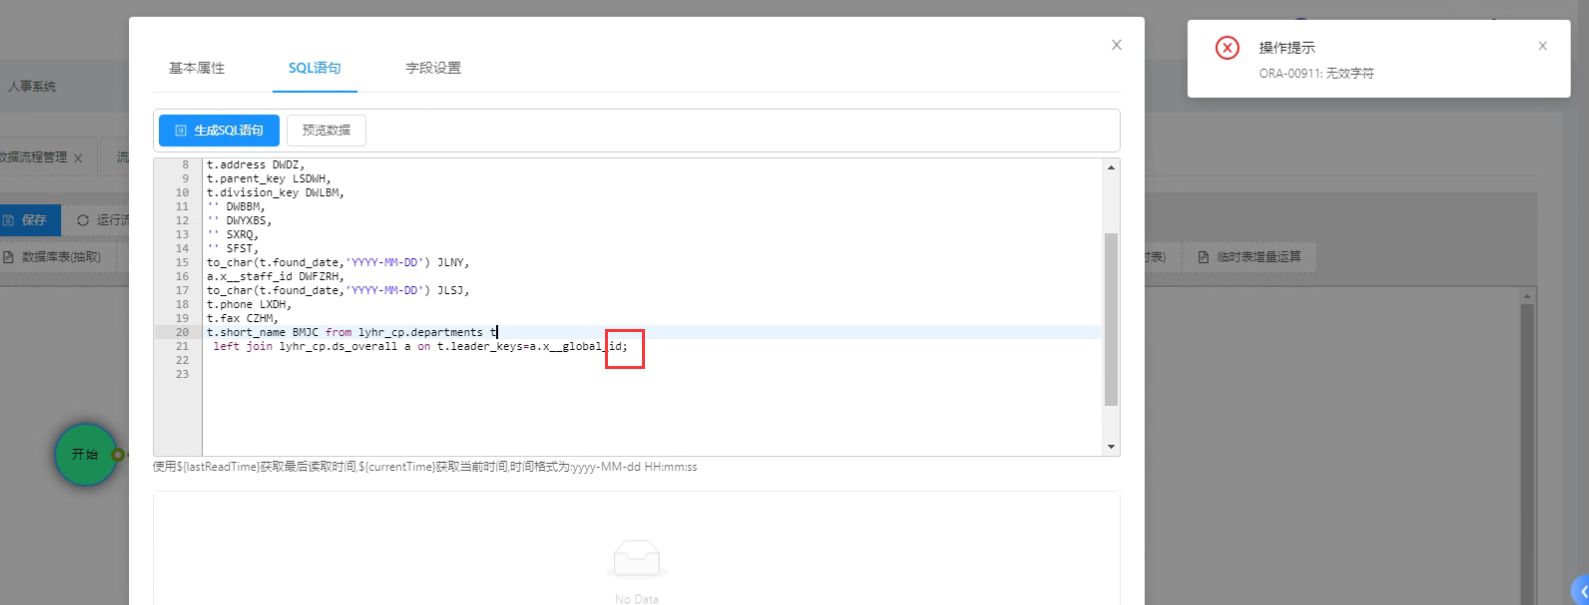 基本属性
SQL语句
字段设置
操作提示
ORA-00911: 无效字符
人事系统
生成SQL语句
预览数据
数据流程管理
流
8 t.address DWDZ,
9 t.parent_key LSDWH,
10 t.division_key DWLBM,
11 '' DWBBM,
12 '' DWYXBS,
13 '' SXRQ,
14 '' SFST,
15 to_char(t.found_date,'YYYY-MM-DD') JLNY,
16 a.x__staff_id DWFZRH,
17 to_char(t.found_date,'YYYY-MM-DD') JLSJ,
18 t.phone LXDH,
19 t.fax CZHM,
20 t.short_name BMJC from lyhr_cp.departments t
21 left join lyhr_cp.ds_overall a on t.leader_keys=a.x__global_id;
22
23
保存
运行流
数据库表(抽取)
时表)
临时表增量运算
开始
使用${lastReadTime}获取最后读取时间,${currentTime}获取当前时间,时间格式为:yyyy-MM-dd HH:mm:ss
No Data